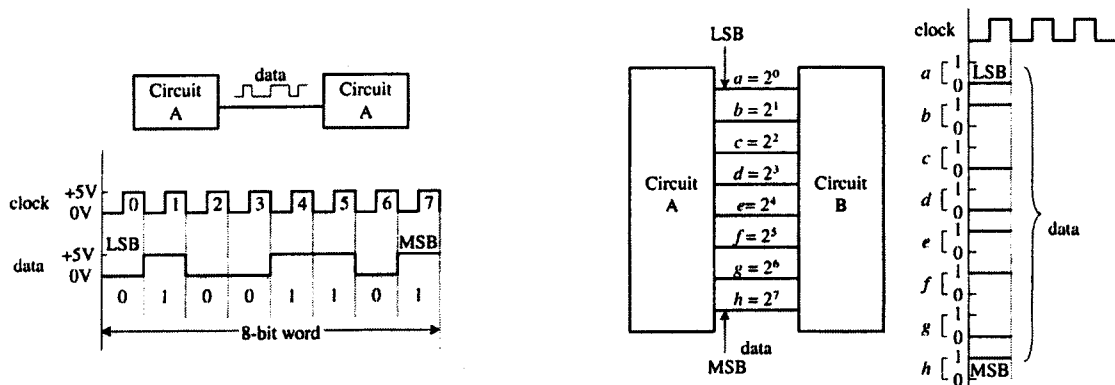 data
Circuit
A
Circuit
A
clock
+5V
0V
0 1 2 3 4 5 6 7
LSB
MSB
data
+5V
0V
0 1 0 0 1 1 0 1
8-bit word
LSB
Circuit
A
a = 2⁰
b = 2¹
c = 2²
d = 2³
e= 2⁴
f = 2⁵
g = 2⁶
h = 2⁷
Circuit
B
data
MSB
clock
a [ 1 0 LSB
b [ 1 0
c [ 1 0
d [ 1 0
e [ 1 0
f [ 1 0
g [ 1 0
h [ 1 0 MSB
data